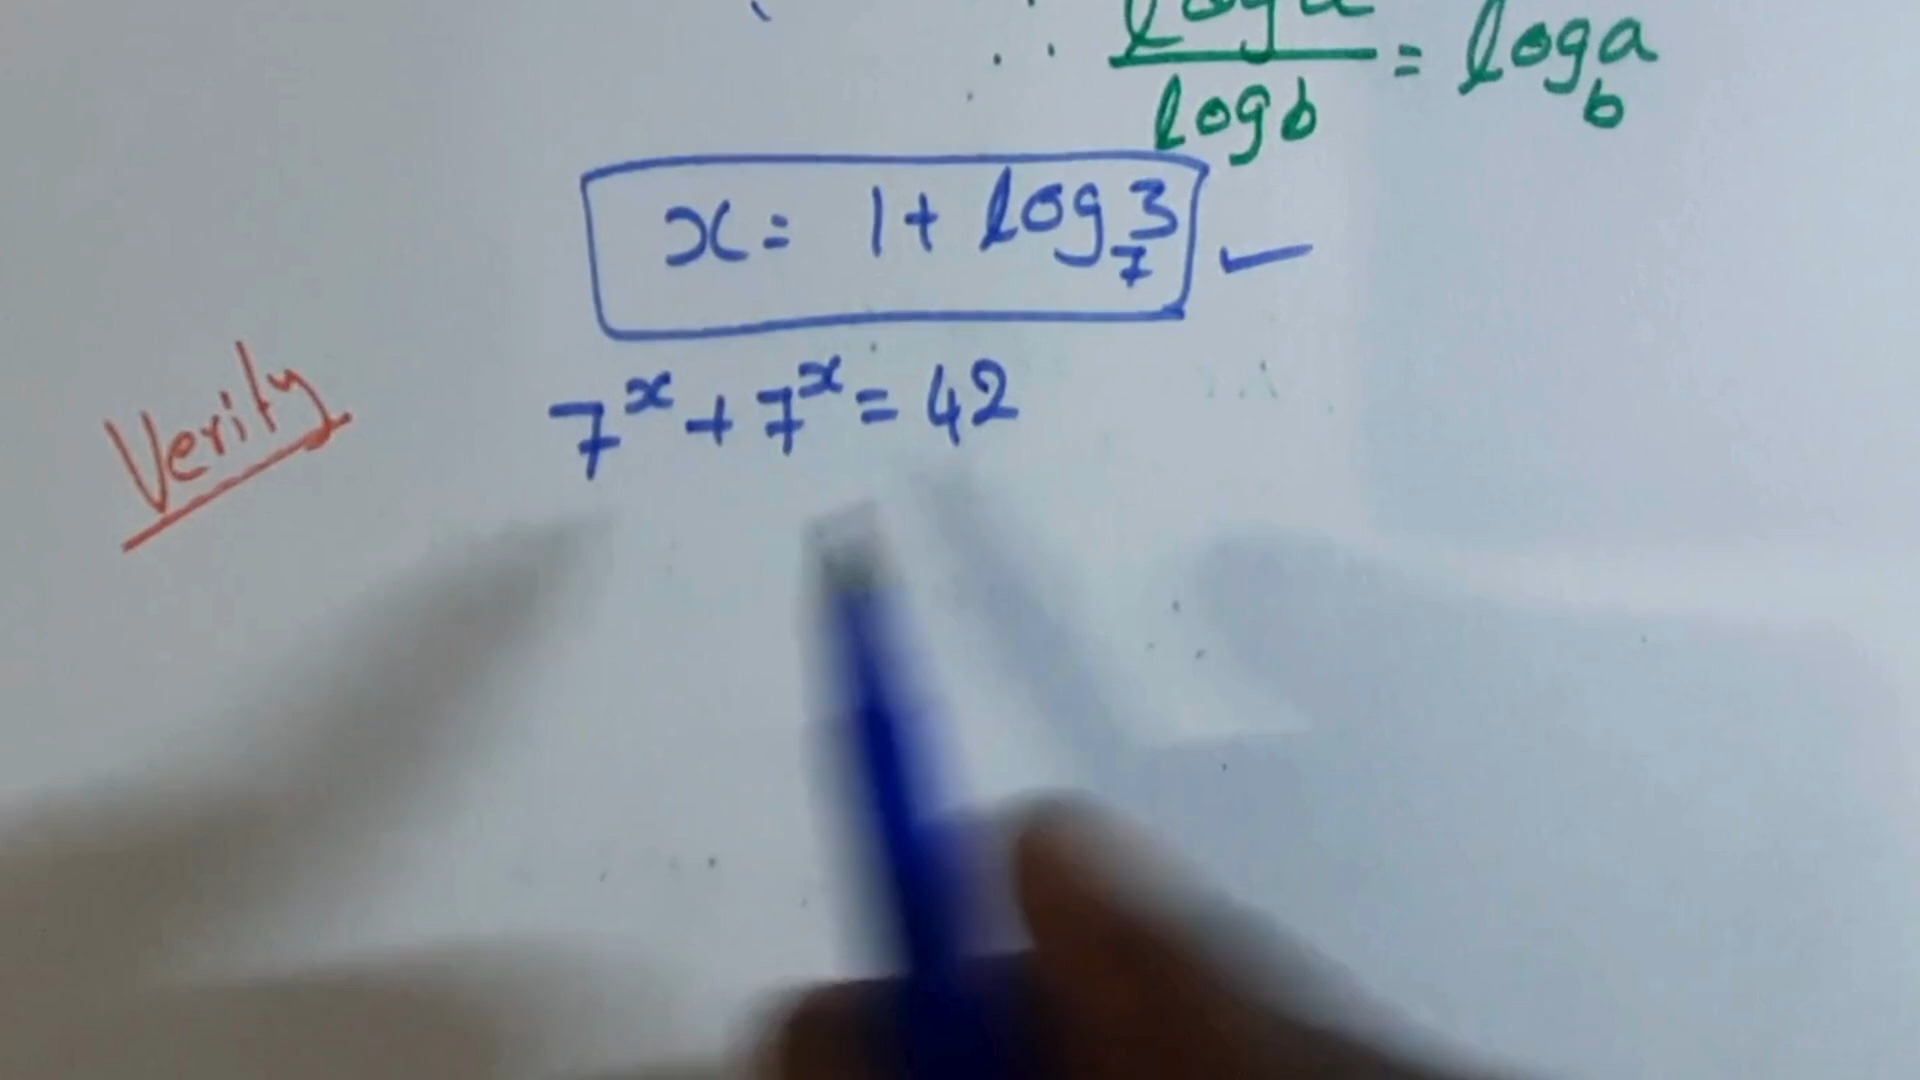 ∴ log a / log b = log_b a
x = 1 + log_7 3 ✓
Verify
7^x + 7^x = 42